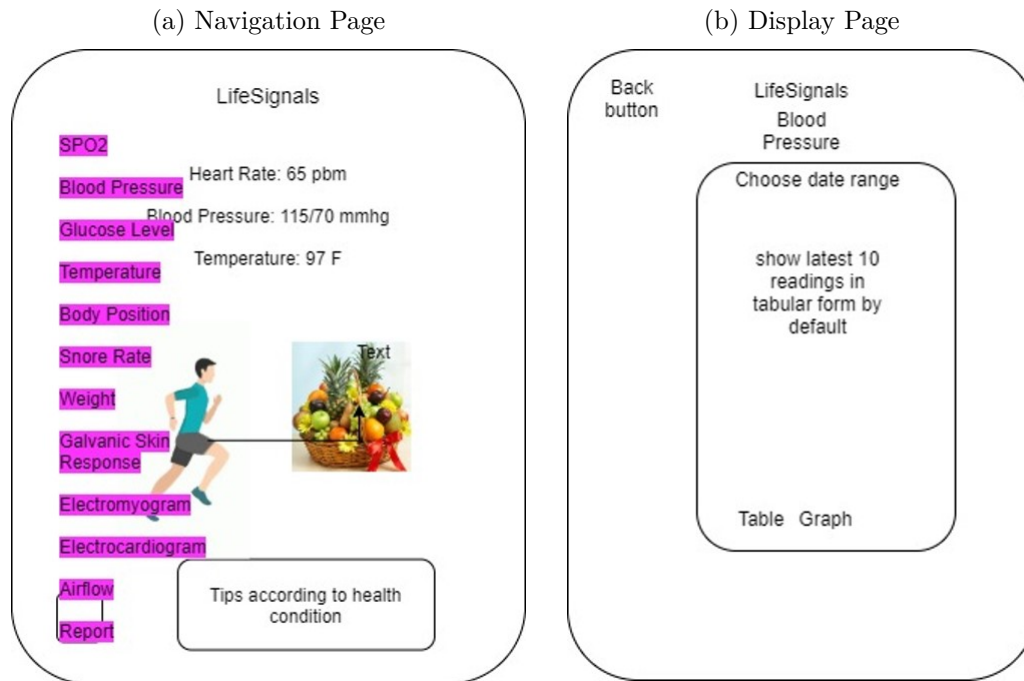 (a) Navigation Page
LifeSignals
SPO2
Heart Rate: 65 pbm
Blood Pressure
Blood Pressure: 115/70 mmhg
Glucose Level
Temperature: 97 F
Temperature
Body Position
Snore Rate
Text
Weight
Galvanic Skin
Response
Electromyogram
Electrocardiogram
Airflow
Tips according to health
condition
Report
(b) Display Page
Back
button
LifeSignals
Blood
Pressure
Choose date range
show latest 10
readings in
tabular form by
default
Table Graph